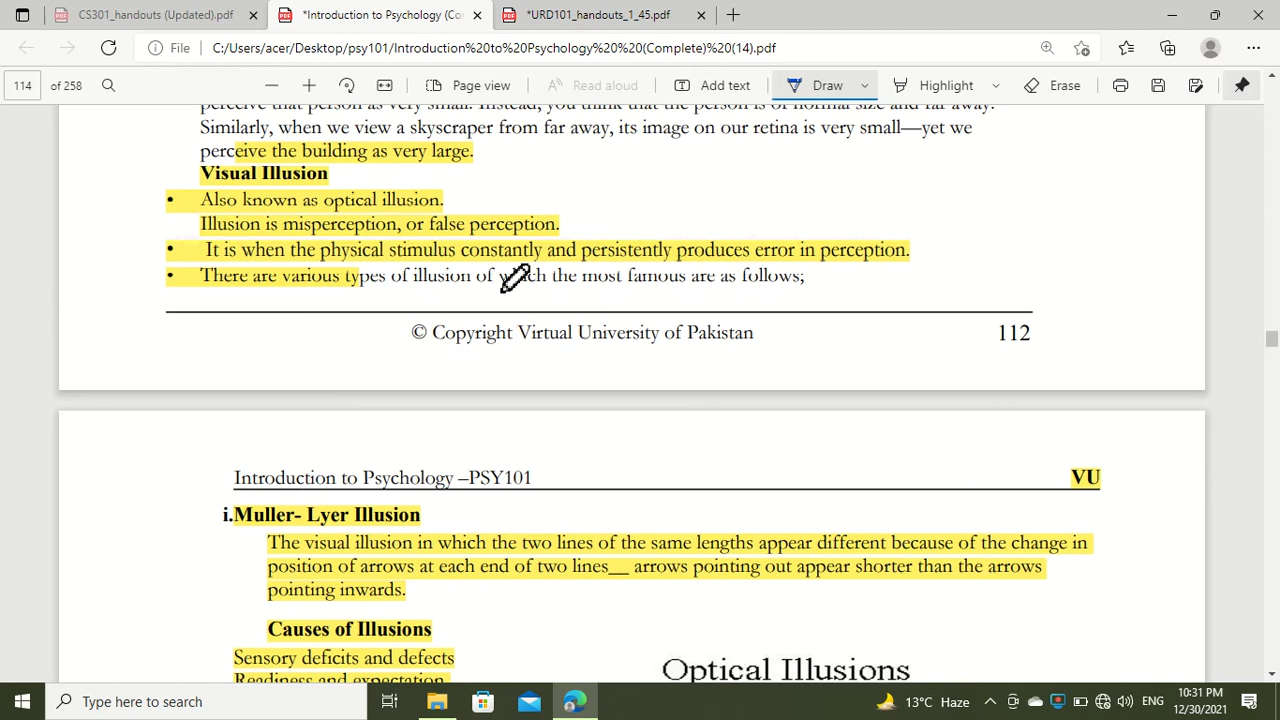 CS301_handouts (Updated).pdf
*Introduction to Psychology (Co
*URD101_handouts_1_45.pdf
File
C:/Users/acer/Desktop/psy101/Introduction%20to%20Psychology%20%20(Complete)%20(14).pdf
114 of 258
Page view
Read aloud
Add text
Draw
Highlight
Erase
perceive that person as very small. Instead, you think that the person is of normal size and far away.
Similarly, when we view a skyscraper from far away, its image on our retina is very small—yet we
perceive the building as very large.
Visual Illusion
• Also known as optical illusion.
Illusion is misperception, or false perception.
• It is when the physical stimulus constantly and persistently produces error in perception.
• There are various types of illusion of which the most famous are as follows;
© Copyright Virtual University of Pakistan 112
Introduction to Psychology –PSY101 VU
i.Muller- Lyer Illusion
The visual illusion in which the two lines of the same lengths appear different because of the change in
position of arrows at each end of two lines__ arrows pointing out appear shorter than the arrows
pointing inwards.
Causes of Illusions
Sensory deficits and defects
Optical Illusions
Readiness and expectation
Type here to search
13°C Haze
ENG
10:31 PM
12/30/2021